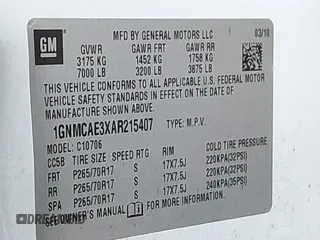 GM
MFD BY GENERAL MOTORS LLC
03/10
GVWR GAWR FRT GAWR RR
3175 KG 1452 KG 1758 KG
7000 LB 3200 LB 3875 LB
THIS VEHICLE CONFORMS TO ALL APPLICABLE U.S. FEDERAL MOTOR
VEHICLE SAFETY STANDARDS IN EFFECT ON THE DATE OF
MANUFACTURE SHOWN ABOVE.
1GNMCAE3XAR215407 TYPE: M.P.V.
MODEL: C10706
CC5B TIRE SIZE SPEED RTG RIM COLD TIRE PRESSURE
FRT P265/70R17 S 17X7.5J 220KPA(32PSI)
RR P265/70R17 S 17X7.5J 220KPA(32PSI)
SPA P265/70R17 S 17X7.5J 240KPA(35PSI)
SEE OWNER'S MANUAL FOR MORE INFORMATION
DREAMERS